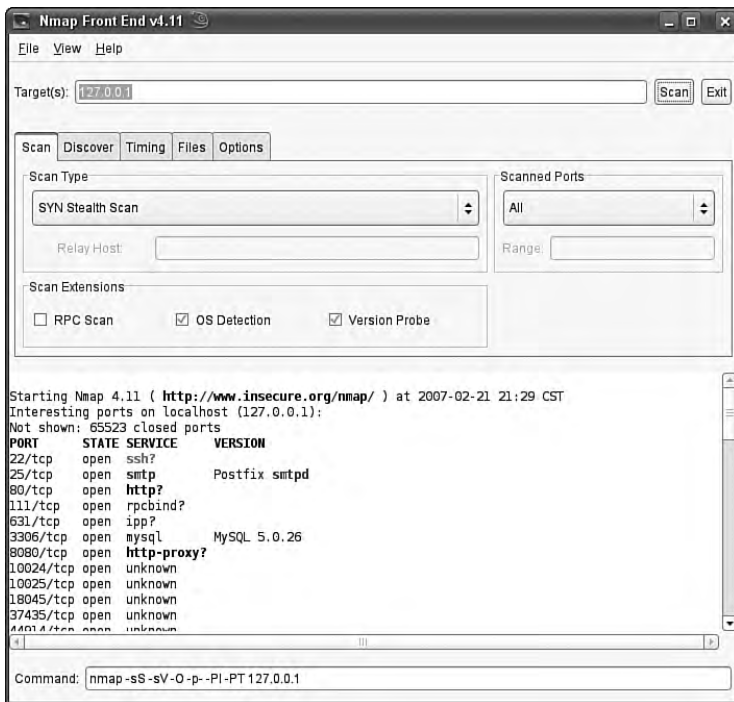 Nmap Front End v4.11
File View Help
Target(s): 127.0.0.1 Scan Exit
Scan Discover Timing Files Options
Scan Type Scanned Ports
SYN Stealth Scan All
Relay Host: Range:
Scan Extensions
RPC Scan OS Detection Version Probe
Starting Nmap 4.11 ( http://www.insecure.org/nmap/ ) at 2007-02-21 21:29 CST
Interesting ports on localhost (127.0.0.1):
Not shown: 65523 closed ports
PORT STATE SERVICE VERSION
22/tcp open ssh?
25/tcp open smtp Postfix smtpd
80/tcp open http?
111/tcp open rpcbind?
631/tcp open ipp?
3306/tcp open mysql MySQL 5.0.26
8080/tcp open http-proxy?
10024/tcp open unknown
10025/tcp open unknown
18045/tcp open unknown
37435/tcp open unknown
44914/tcp open unknown
Command: nmap -sS -sV -O -p- -PI -PT 127.0.0.1